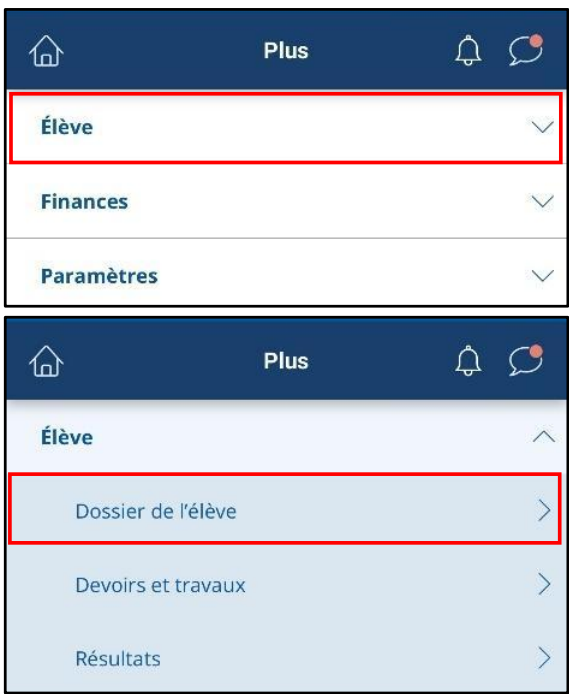 Plus
Élève
Finances
Paramètres
Plus
Élève
Dossier de l’élève
Devoirs et travaux
Résultats